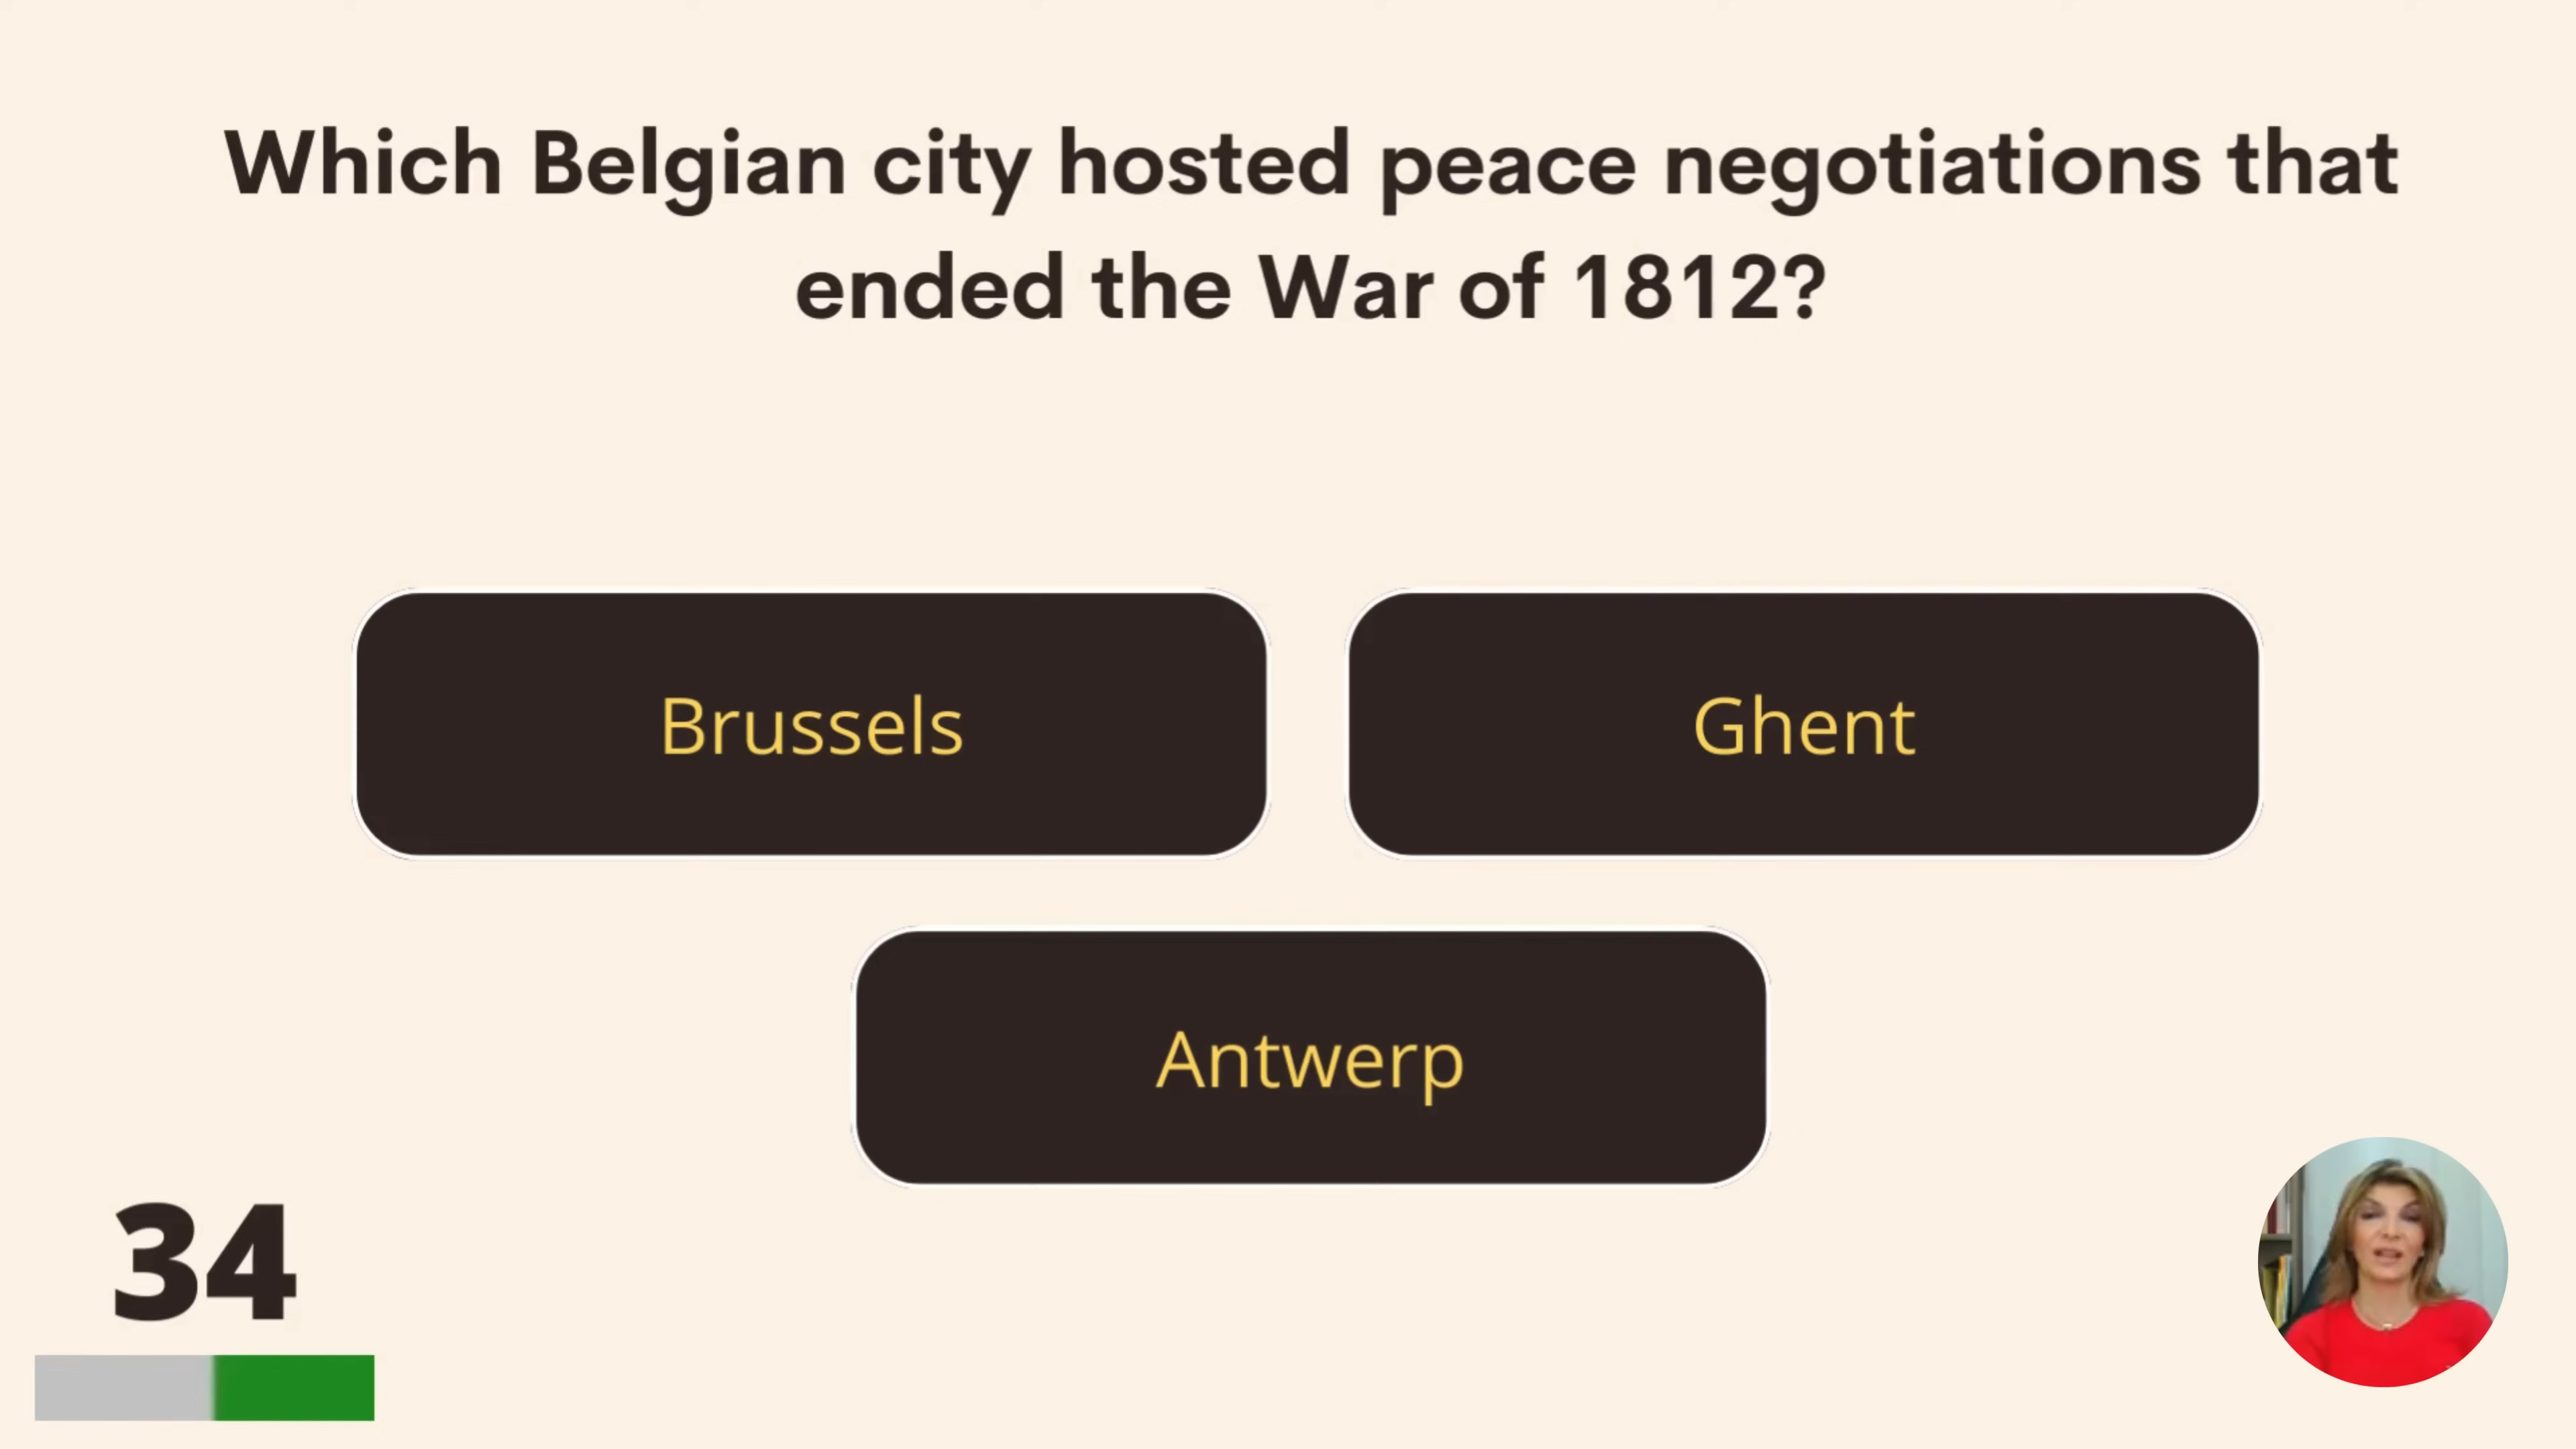 Which Belgian city hosted peace negotiations that
ended the War of 1812?
Brussels
Ghent
Antwerp
34